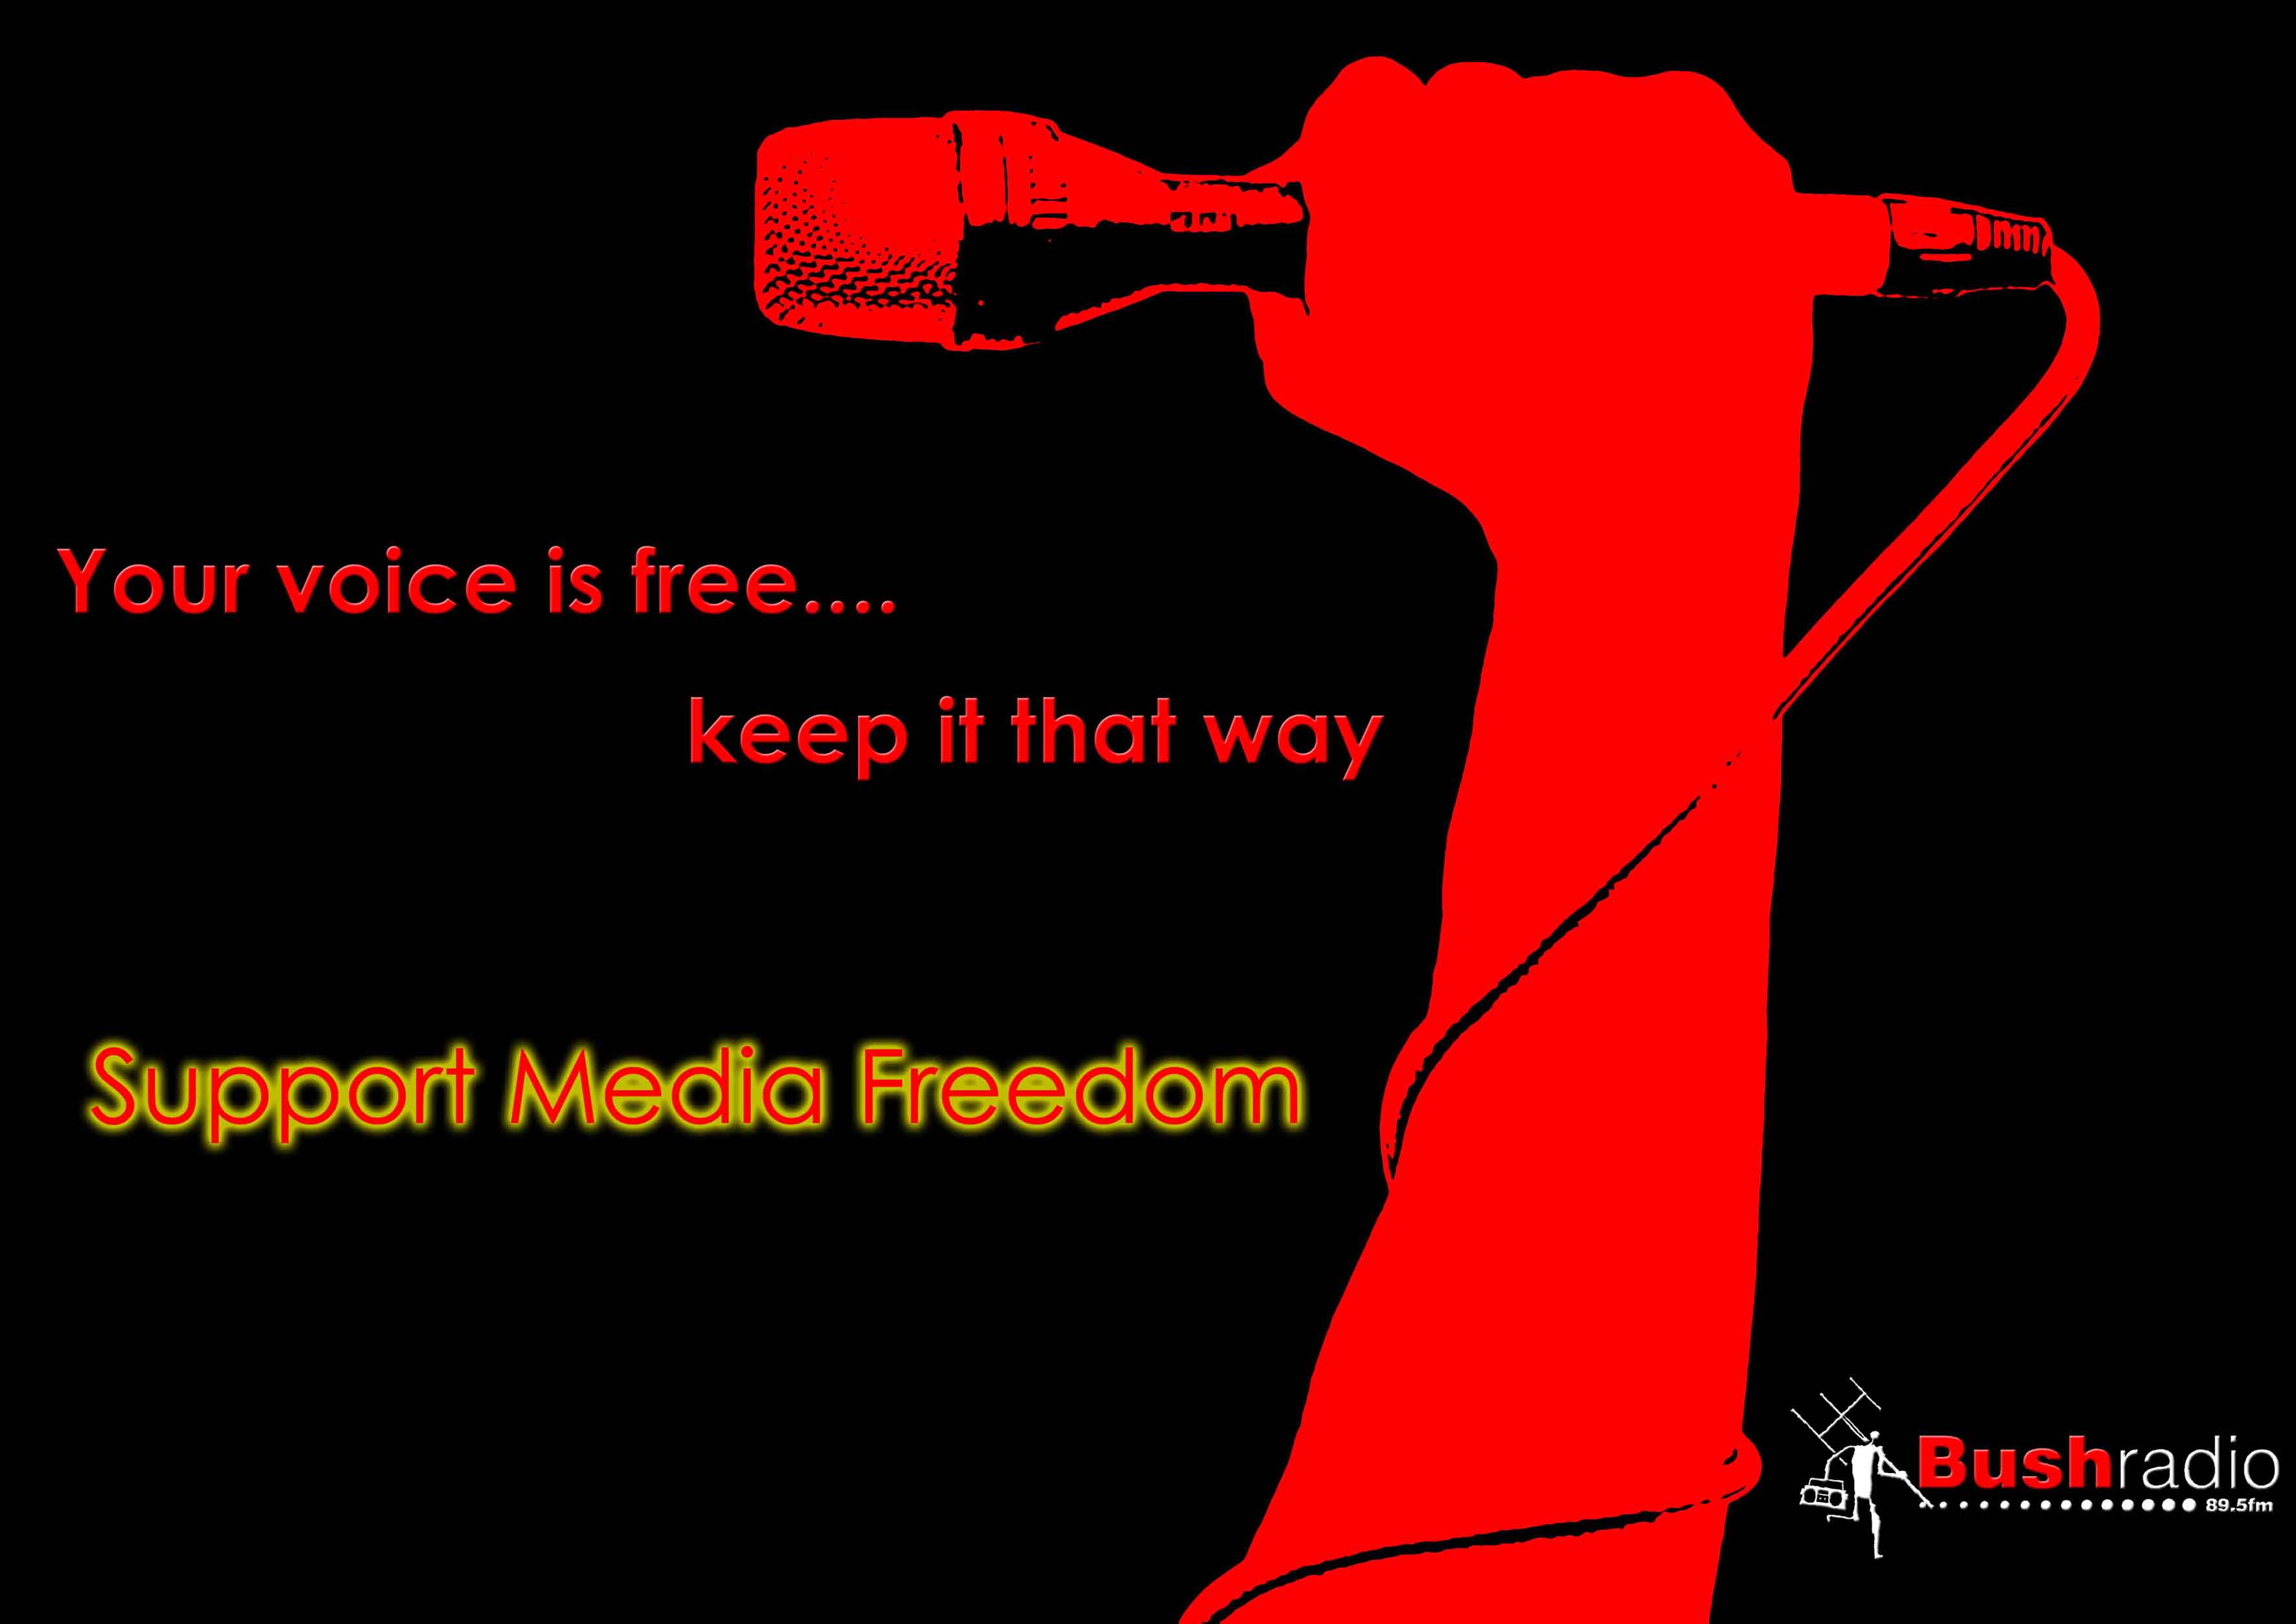 Your voice is free....
keep it that way
Support Media Freedom
Bushradio
89.5fm